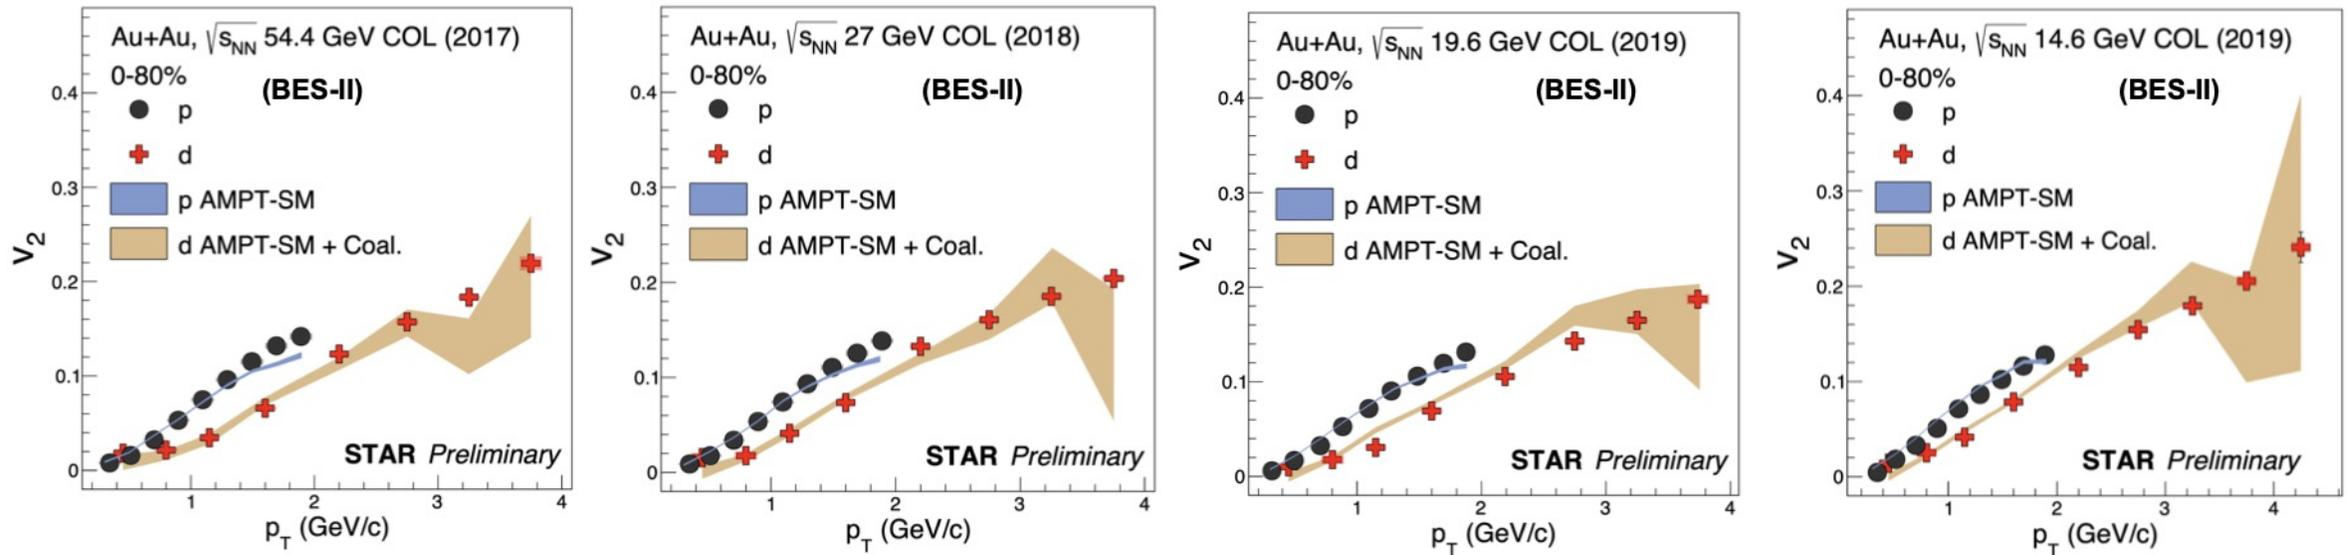 Au+Au, √s_NN 54.4 GeV COL (2017)
0-80%
(BES-II)
p
d
p AMPT-SM
d AMPT-SM + Coal.
STAR Preliminary
v2
0.4
0.3
0.2
0.1
0
1 2 3 4
pT (GeV/c)
Au+Au, √s_NN 27 GeV COL (2018)
0-80%
(BES-II)
p
d
p AMPT-SM
d AMPT-SM + Coal.
STAR Preliminary
v2
0.4
0.3
0.2
0.1
0
1 2 3 4
pT (GeV/c)
Au+Au, √s_NN 19.6 GeV COL (2019)
0-80%
(BES-II)
p
d
p AMPT-SM
d AMPT-SM + Coal.
STAR Preliminary
v2
0.4
0.3
0.2
0.1
0
1 2 3 4
pT (GeV/c)
Au+Au, √s_NN 14.6 GeV COL (2019)
0-80%
(BES-II)
p
d
p AMPT-SM
d AMPT-SM + Coal.
STAR Preliminary
v2
0.4
0.3
0.2
0.1
0
1 2 3 4
pT (GeV/c)